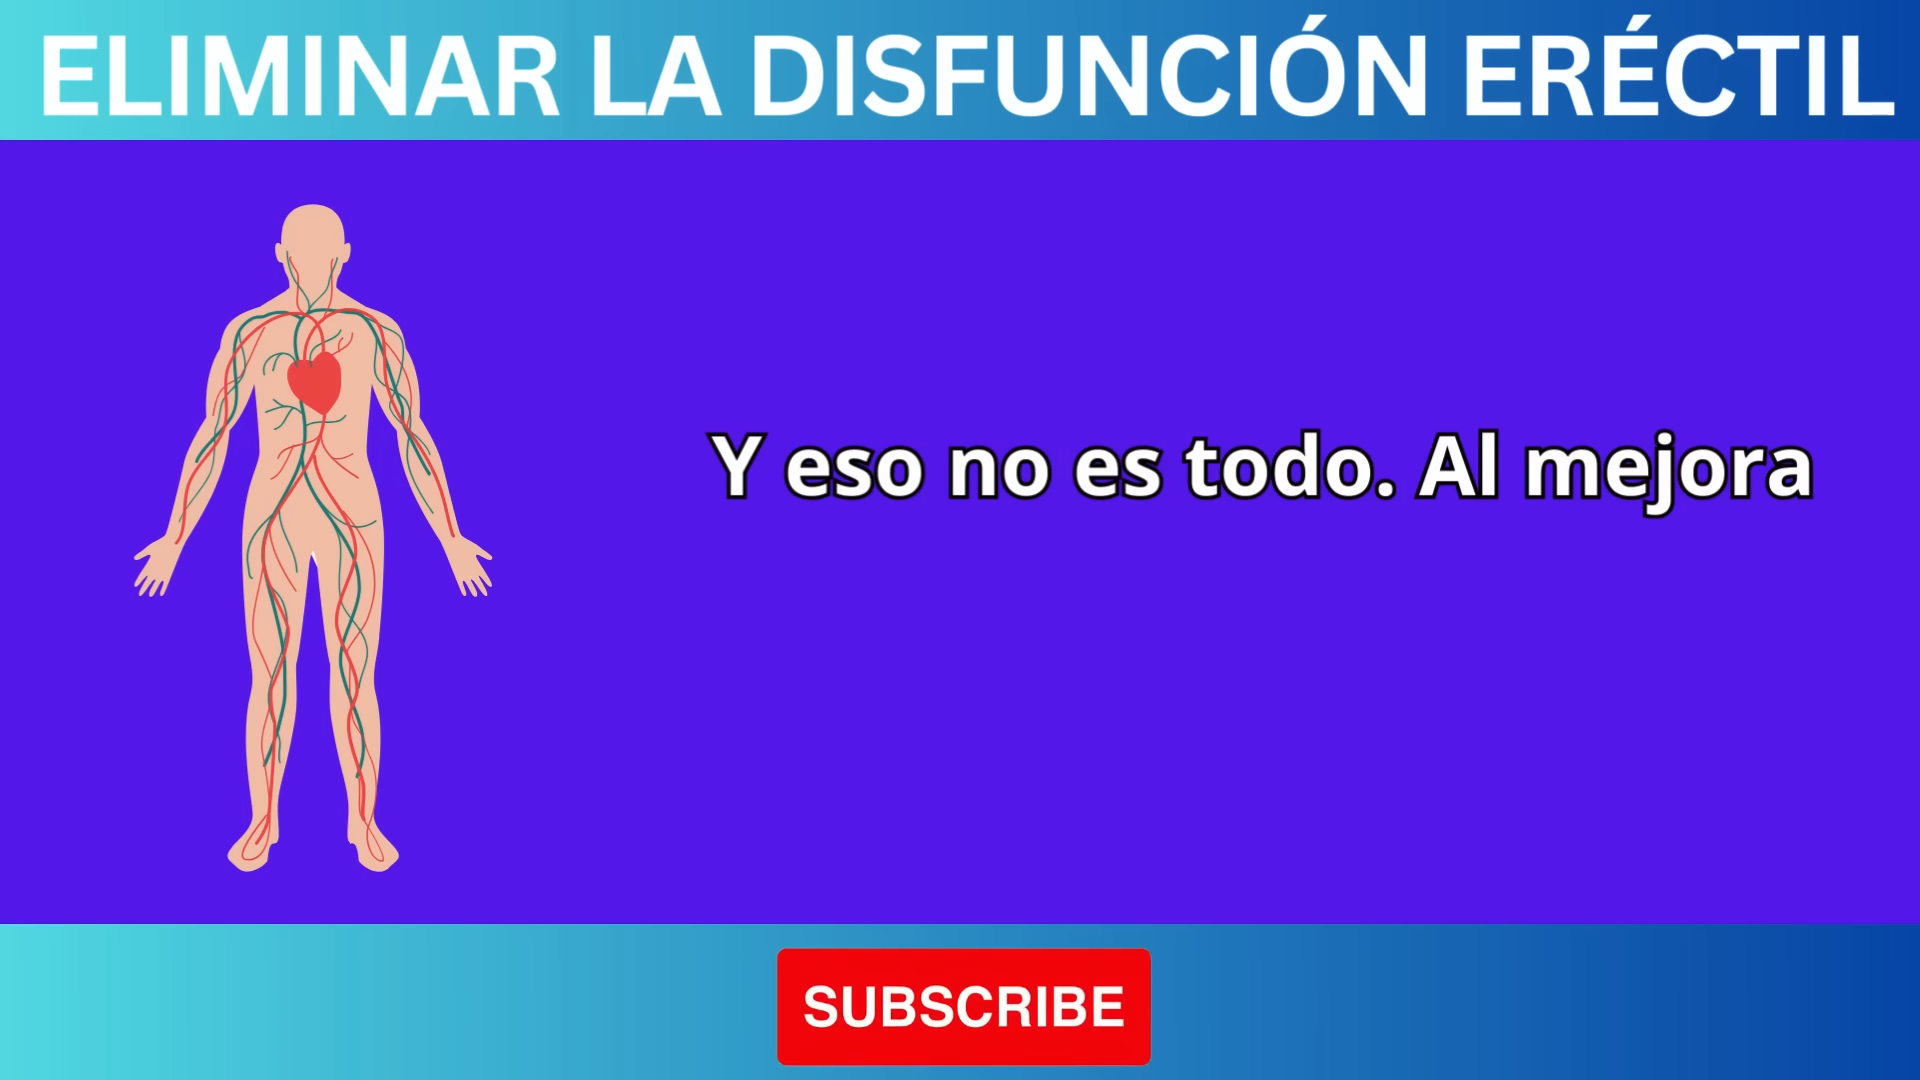 ELIMINAR LA DISFUNCIÓN ERÉCTIL
Y eso no es todo. Al mejora
SUBSCRIBE